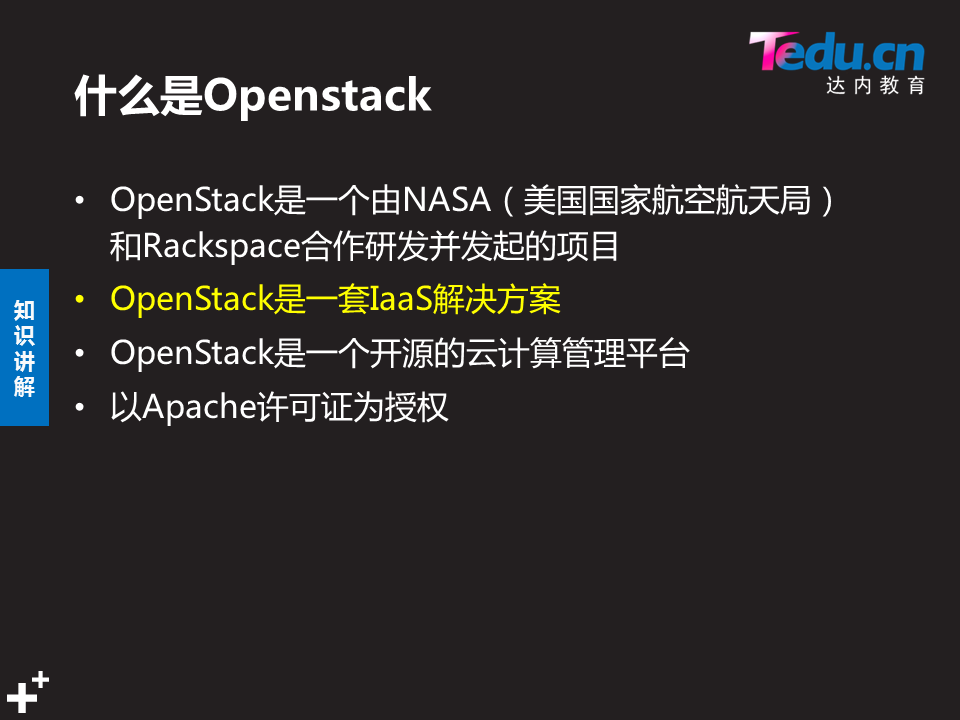 Tedu.cn
达内教育
什么是Openstack
• OpenStack是一个由NASA（美国国家航空航天局）
和Rackspace合作研发并发起的项目
• OpenStack是一套IaaS解决方案
• OpenStack是一个开源的云计算管理平台
• 以Apache许可证为授权
知
识
讲
解